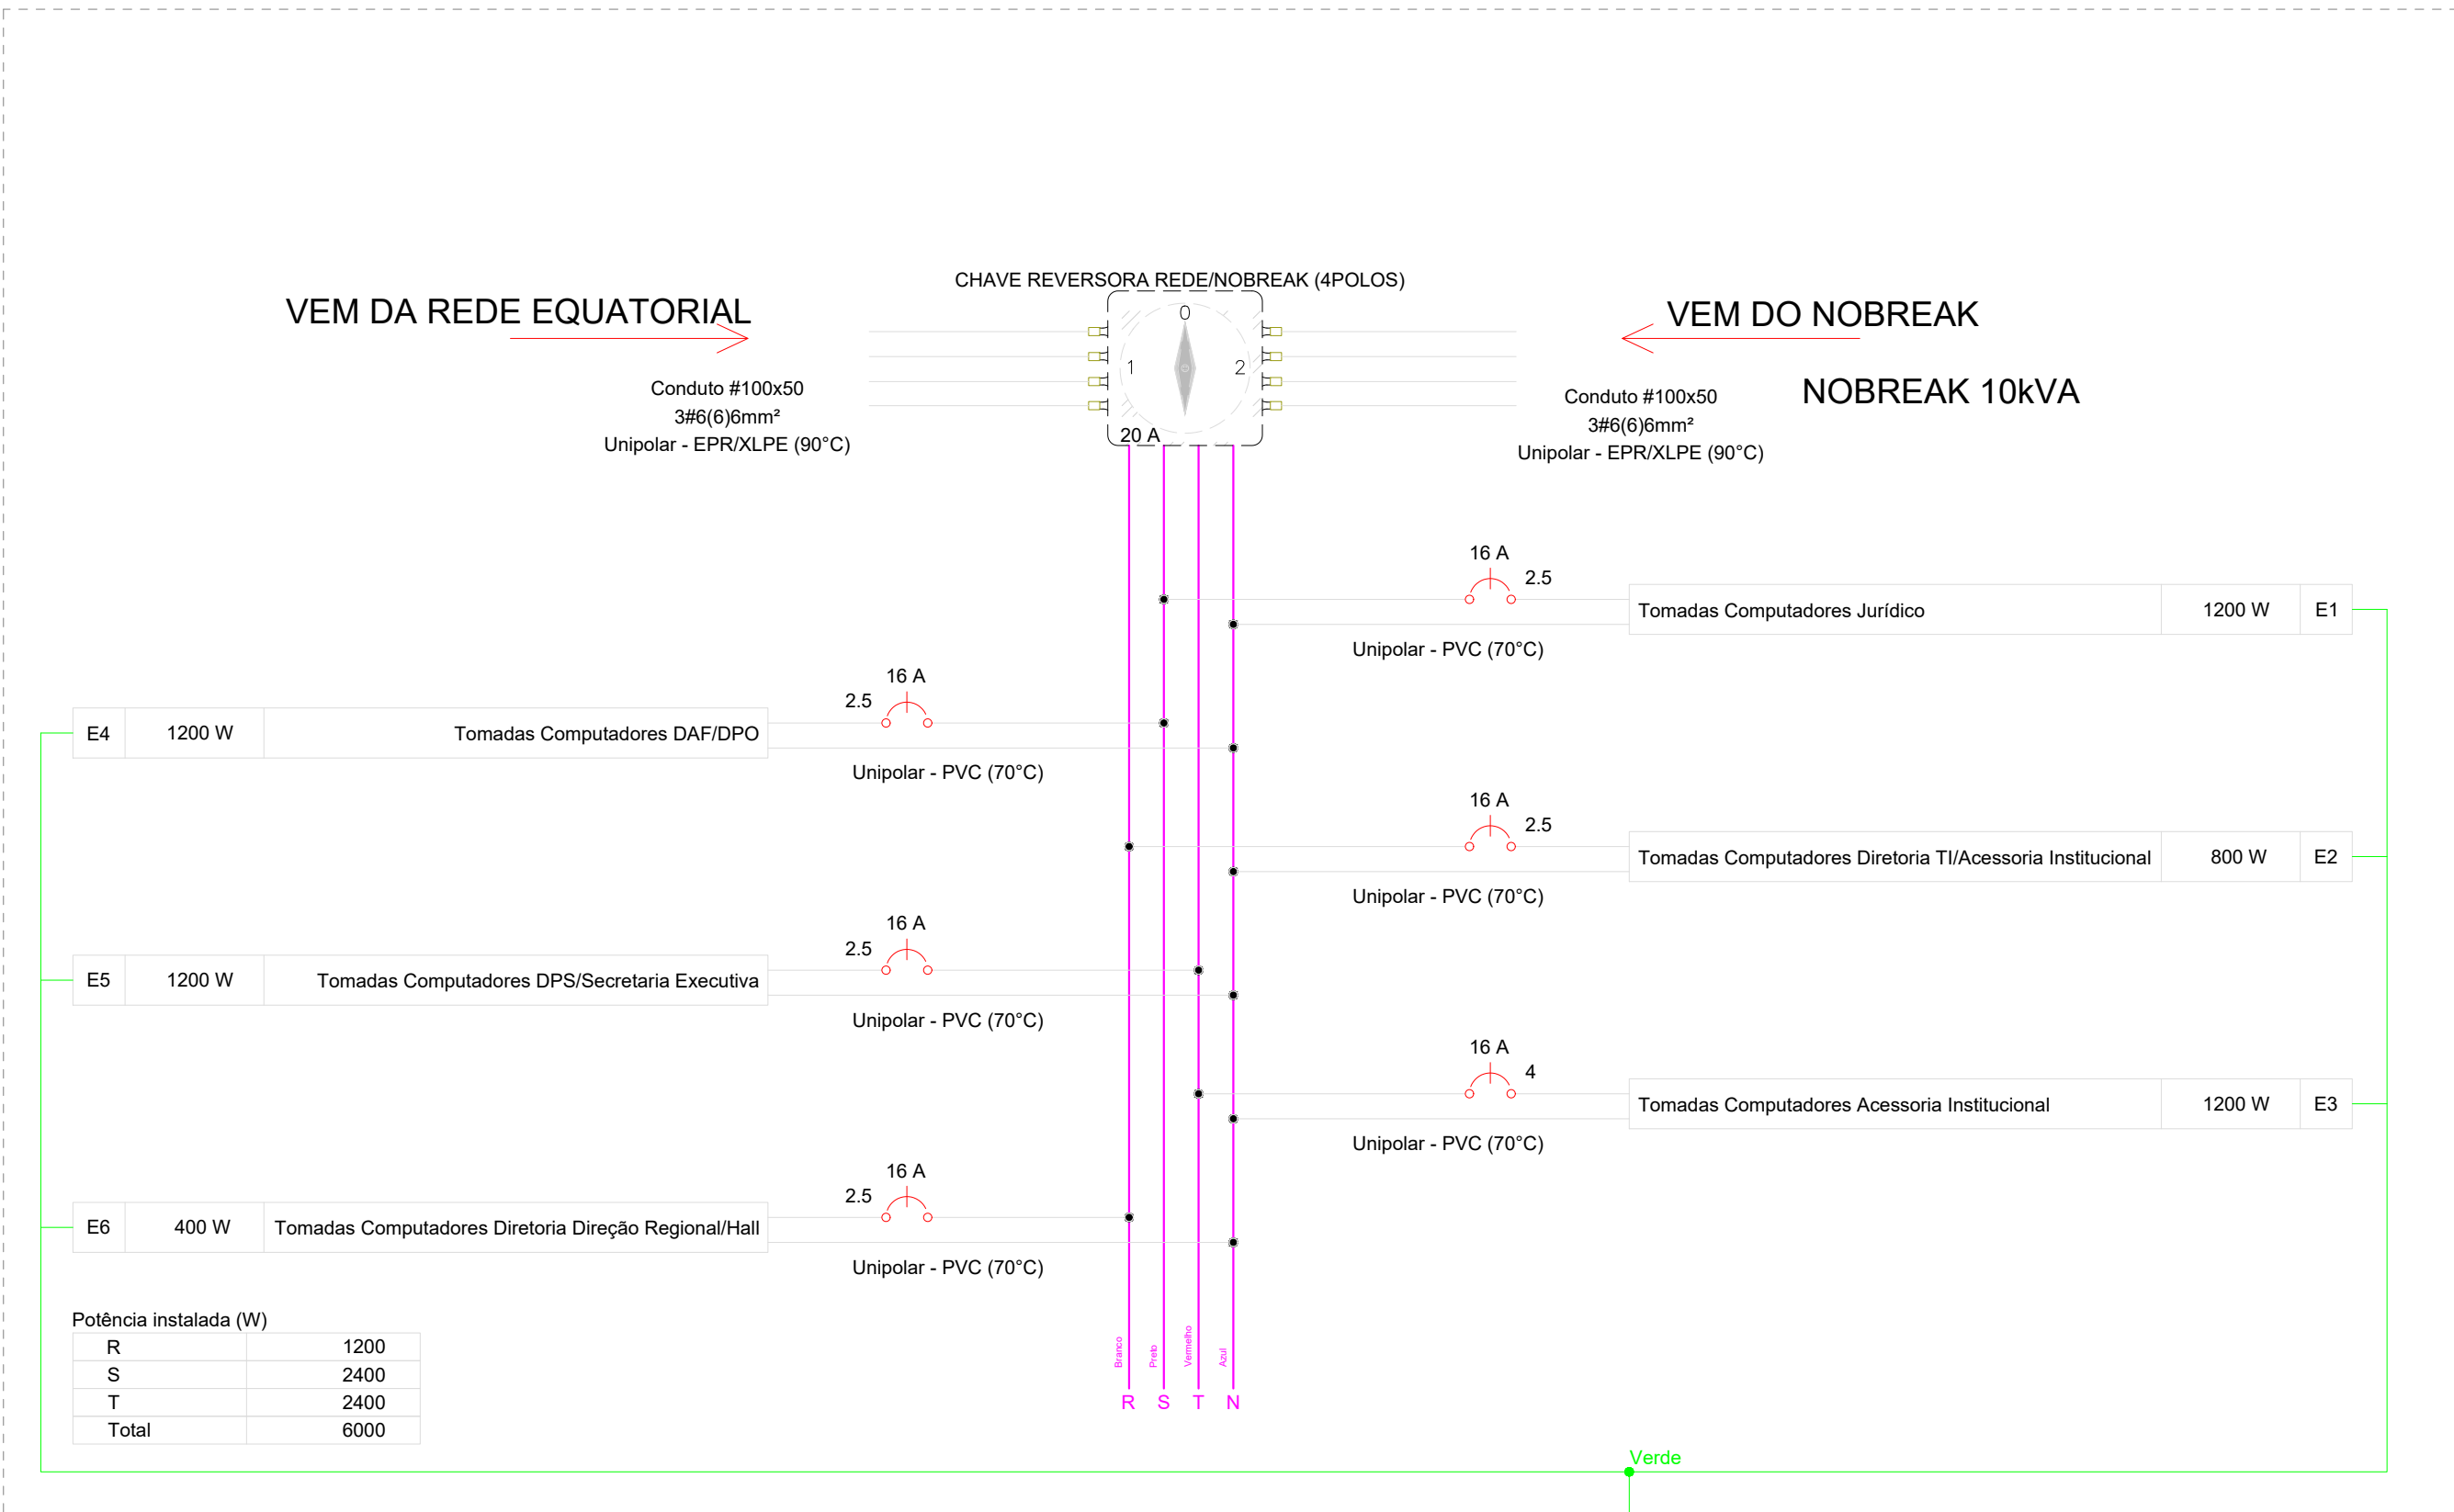 CHAVE REVERSORA REDE/NOBREAK (4POLOS)
VEM DA REDE EQUATORIAL
Conduto #100x50
3#6(6)6mm²
Unipolar - EPR/XLPE (90°C)
0
1
2
20 A
VEM DO NOBREAK
NOBREAK 10kVA
Conduto #100x50
3#6(6)6mm²
Unipolar - EPR/XLPE (90°C)
16 A
2.5
Tomadas Computadores Jurídico 1200 W E1
Unipolar - PVC (70°C)
16 A
2.5
E4 1200 W Tomadas Computadores DAF/DPO
Unipolar - PVC (70°C)
16 A
2.5
Tomadas Computadores Diretoria TI/Acessoria Institucional 800 W E2
Unipolar - PVC (70°C)
16 A
2.5
E5 1200 W Tomadas Computadores DPS/Secretaria Executiva
Unipolar - PVC (70°C)
16 A
4
Tomadas Computadores Acessoria Institucional 1200 W E3
Unipolar - PVC (70°C)
16 A
2.5
E6 400 W Tomadas Computadores Diretoria Direção Regional/Hall
Unipolar - PVC (70°C)
Potência instalada (W)
R 1200
S 2400
T 2400
Total 6000
Branco
Preto
Vermelho
Azul
R S T N
Verde